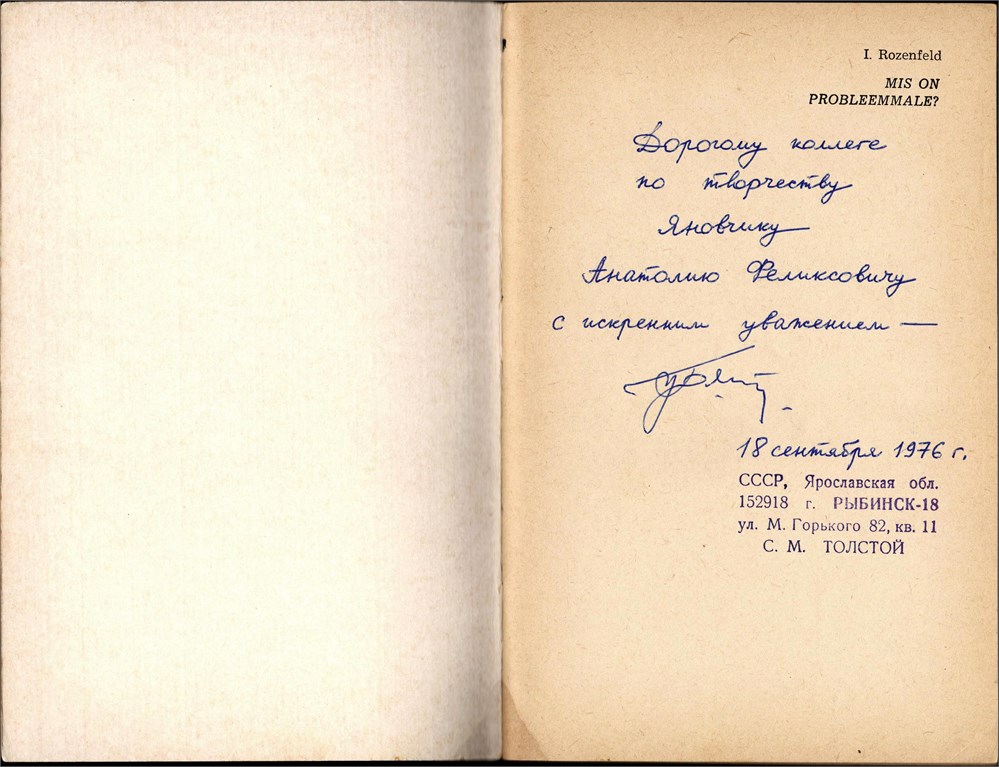 I. Rozenfeld
MIS ON
PROBLEEMMALE?
Дорогому коллеге
по творчеству
Яновчику
Анатолию Феликсовичу
с искренним уважением —
18 сентября 1976 г.
СССР, Ярославская обл.
152918 г. РЫБИНСК-18
ул. М. Горького 82, кв. 11
С. М. ТОЛСТОЙ